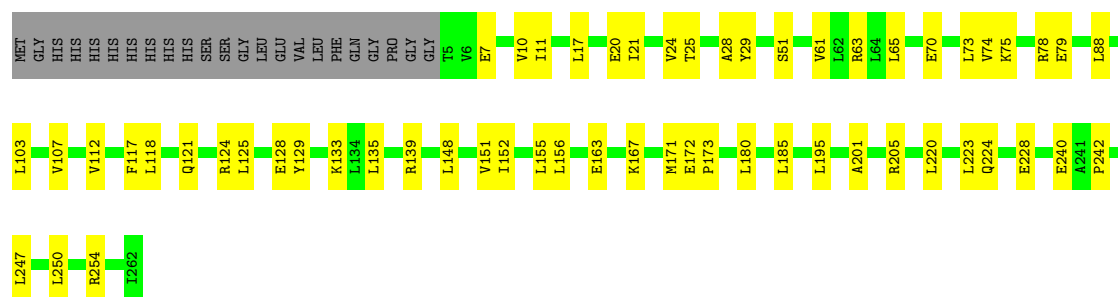 MET GLY HIS HIS HIS HIS HIS HIS HIS HIS HIS HIS SER SER GLY LEU GLU VAL LEU PHE GLN GLY PRO GLY GLY T5 V6 E7 V10 I11 L17 E20 I21 V24 T25 A28 Y29 S51 V61 L62 R63 L64 L65 E70 L73 V74 K75 R78 E79 L88
L103 V107 V112 F117 L118 Q121 R124 L125 E128 Y129 K133 L134 L135 R139 L148 V151 I152 L155 L156 E163 K167 M171 E172 P173 L180 L185 L195 A201 R205 L220 L223 Q224 E228 E240 A241 P242
L247 L250 R254 I262